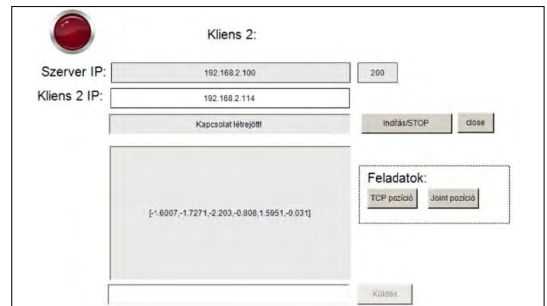 Kliens 2:
Szerver IP: 192.168.2.100 200
Kliens 2 IP: 192.168.2.114
Kapcsolat létrejött! Indítás/STOP close
Feladatok:
TCP pozíció Joint pozíció
[-1.6007,-1.7271,-2.203,-0.808,1.5951,-0.031]
Küldés